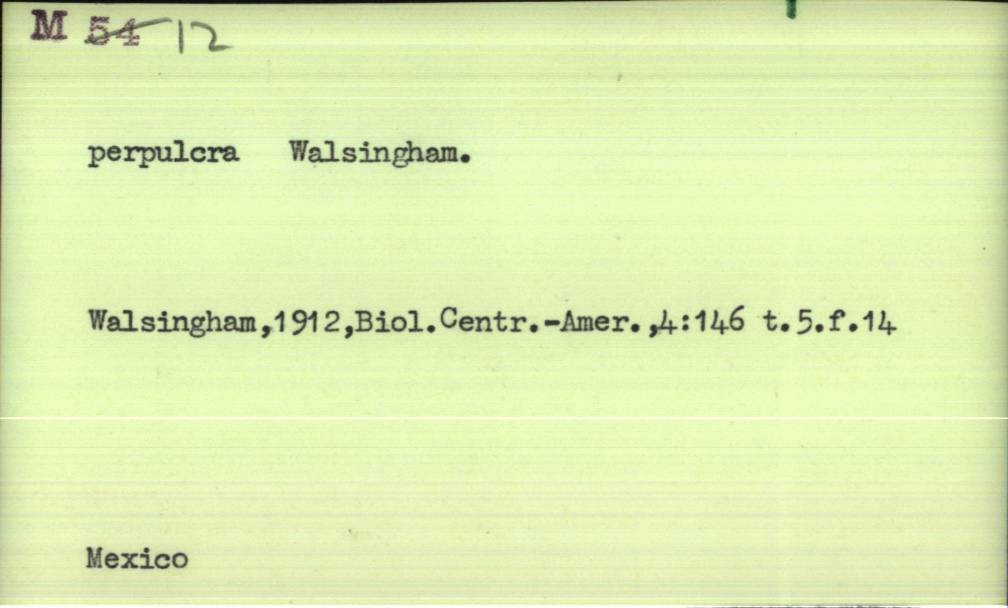 M 54 12
perpulcra Walsingham.
Walsingham,1912,Biol.Centr.-Amer.,4:146 t.5.f.14
Mexico